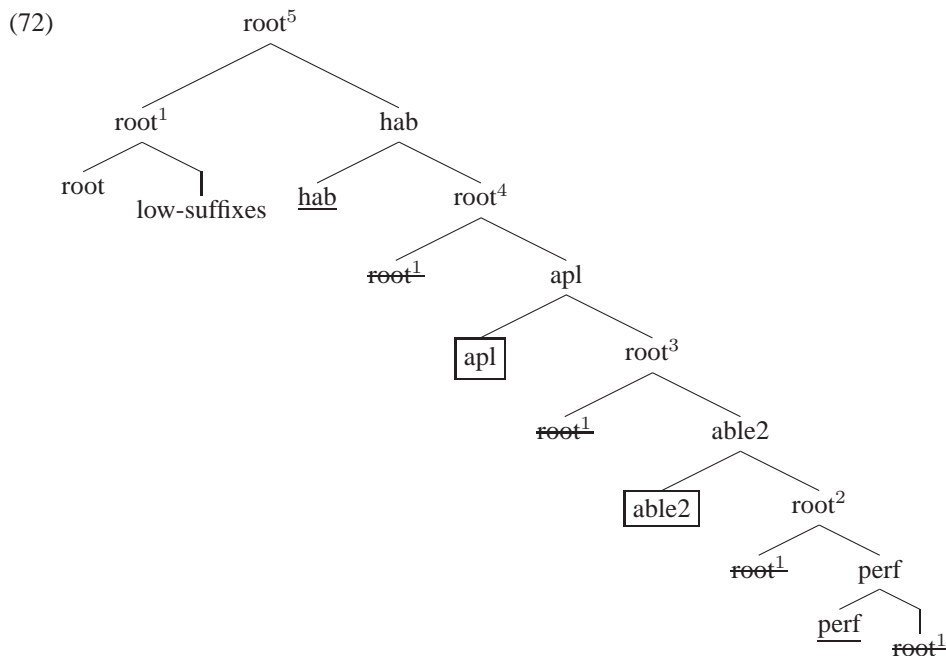 (72) root⁵
root¹ hab
root low-suffixes hab root⁴
root¹ apl
apl root³
root¹ able2
able2 root²
root¹ perf
perf root¹